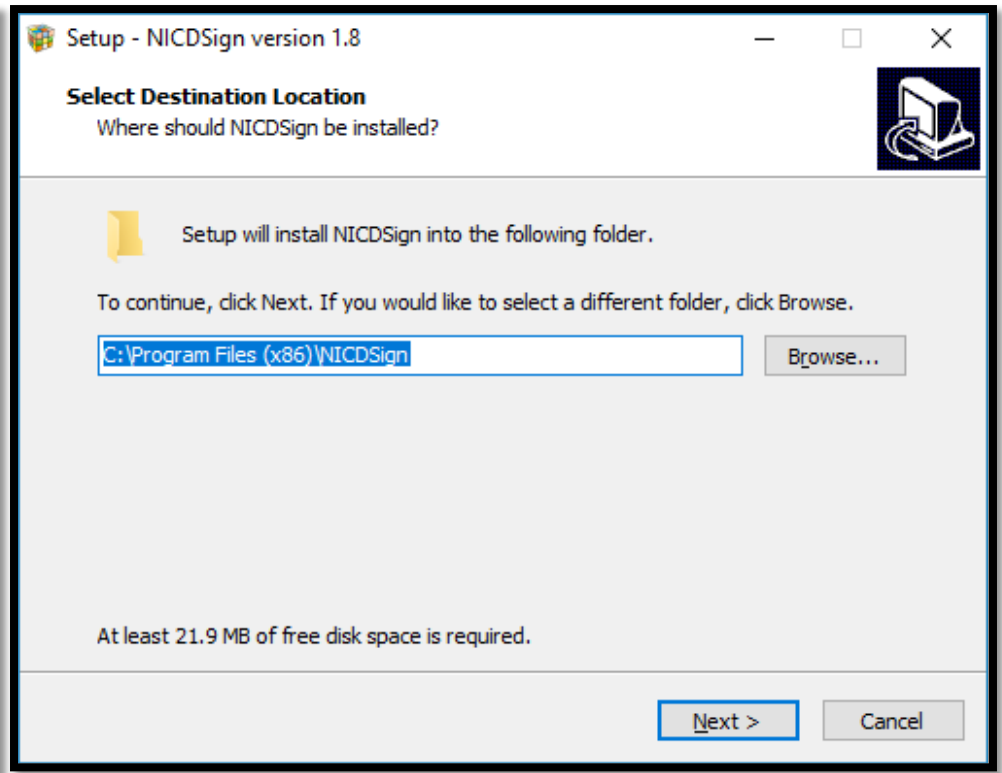 Setup - NICDSign version 1.8
Select Destination Location
Where should NICDSign be installed?
Setup will install NICDSign into the following folder.
To continue, click Next. If you would like to select a different folder, click Browse.
C:\Program Files (x86)\NICDSign
Browse...
At least 21.9 MB of free disk space is required.
Next >
Cancel